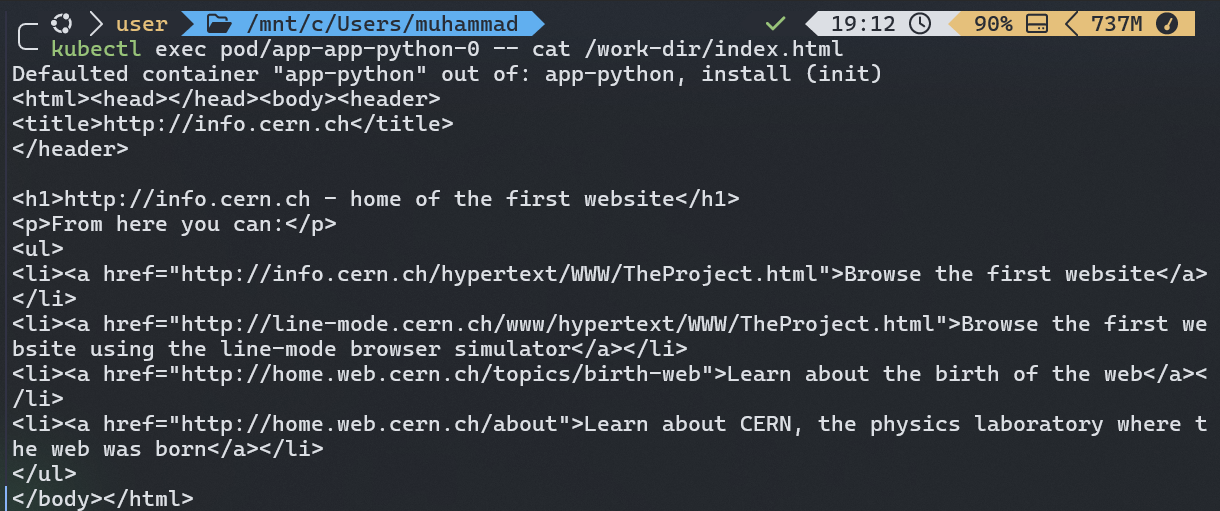 user /mnt/c/Users/muhammad 19:12 90% 737M
kubectl exec pod/app-app-python-0 -- cat /work-dir/index.html
Defaulted container "app-python" out of: app-python, install (init)
<html><head></head><body><header>
<title>http://info.cern.ch</title>
</header>

<h1>http://info.cern.ch - home of the first website</h1>
<p>From here you can:</p>
<ul>
<li><a href="http://info.cern.ch/hypertext/WWW/TheProject.html">Browse the first website</a>
</li>
<li><a href="http://line-mode.cern.ch/www/hypertext/WWW/TheProject.html">Browse the first we
bsite using the line-mode browser simulator</a></li>
<li><a href="http://home.web.cern.ch/topics/birth-web">Learn about the birth of the web</a><
/li>
<li><a href="http://home.web.cern.ch/about">Learn about CERN, the physics laboratory where t
he web was born</a></li>
</ul>
</body></html>